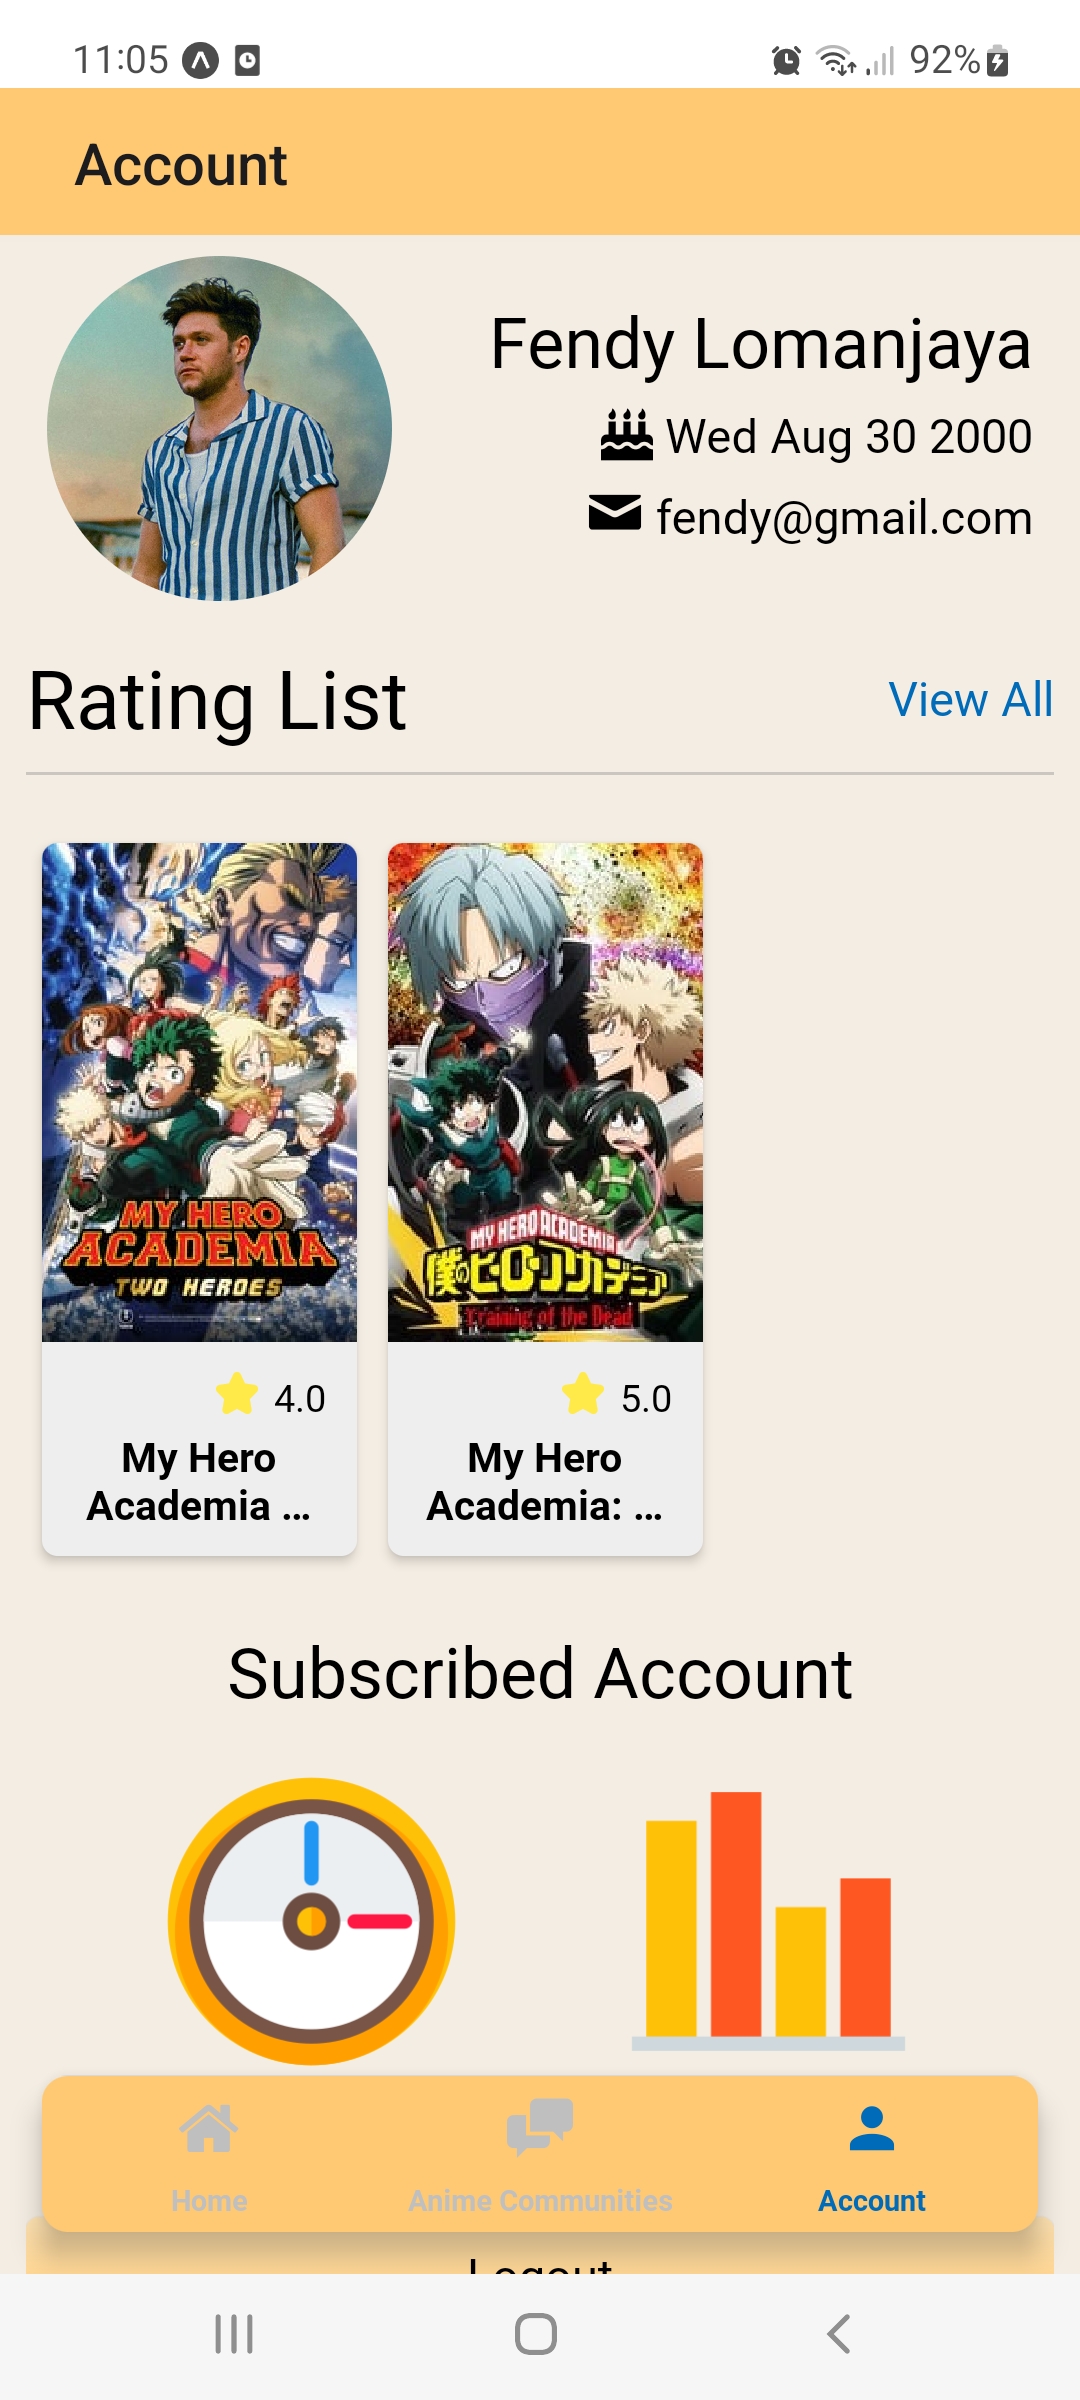 11:05
92%
Account
Fendy Lomanjaya
Wed Aug 30 2000
fendy@gmail.com
Rating List
View All
MY HERO
ACADEMIA
TWO HEROES
MY HERO ACADEMIA
僕のヒーローアカデミア
Training of the Dead
4.0
My Hero
Academia ...
5.0
My Hero
Academia: ...
Subscribed Account
Home
Anime Communities
Account
Logout